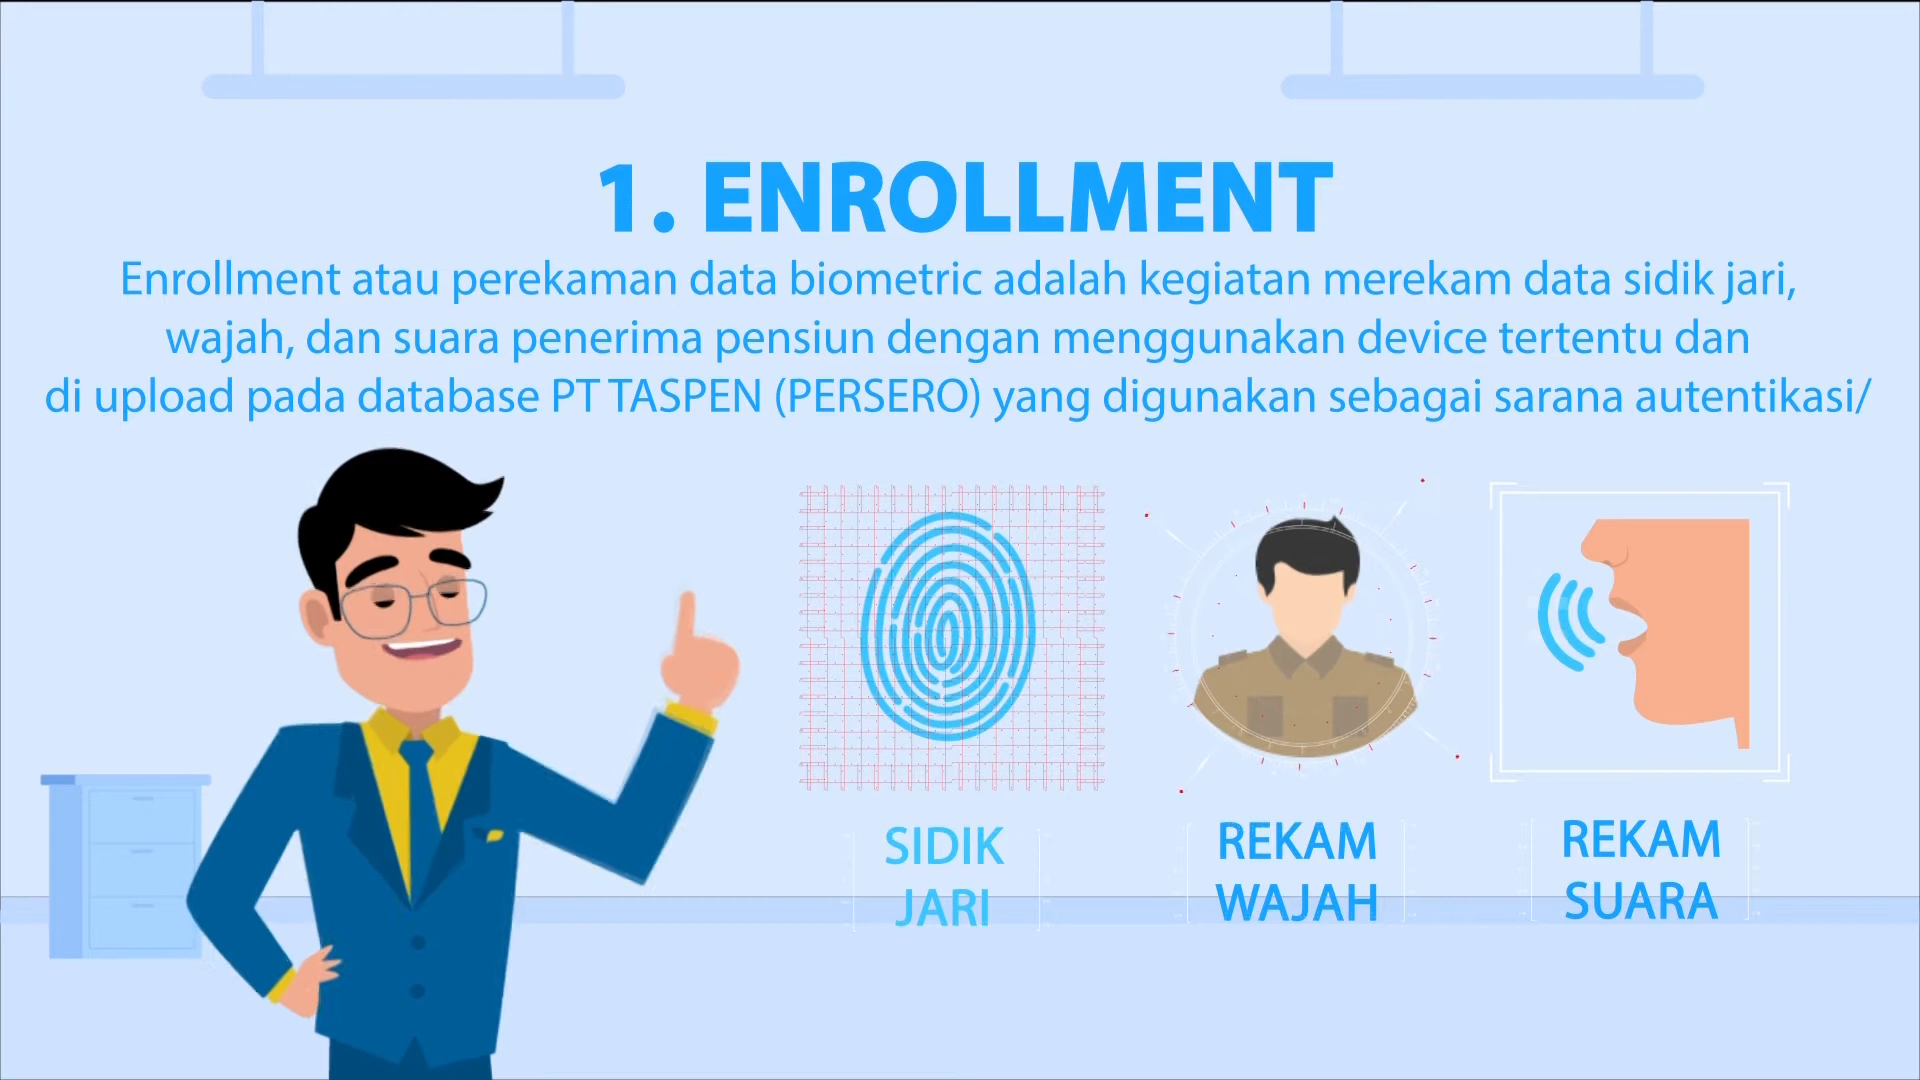 1. ENROLLMENT
Enrollment atau perekaman data biometric adalah kegiatan merekam data sidik jari,
wajah, dan suara penerima pensiun dengan menggunakan device tertentu dan
di upload pada database PT TASPEN (PERSERO) yang digunakan sebagai sarana autentikasi/
SIDIK
JARI
REKAM
WAJAH
REKAM
SUARA